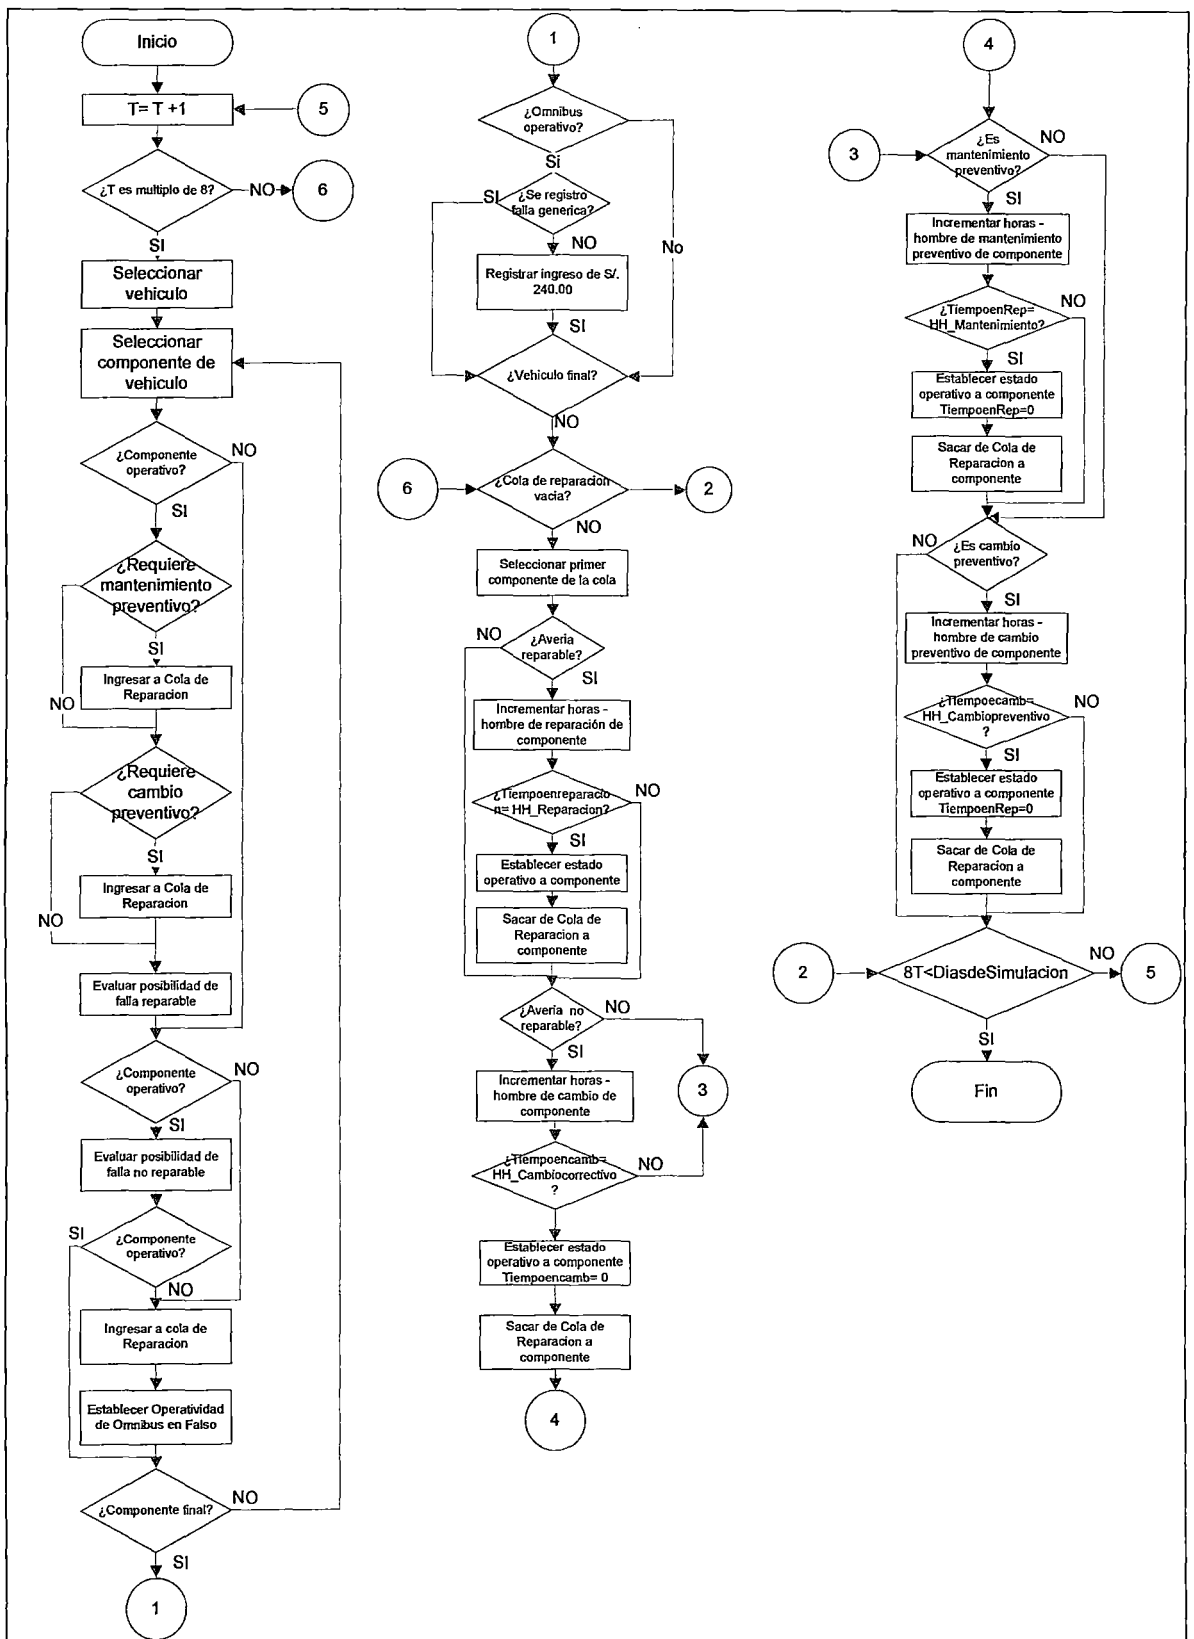 Inicio
T= T +1
5
¿T es multiplo de 8?
NO
6
SI
Seleccionar
vehiculo
Seleccionar
componente de
vehiculo
¿Componente
operativo?
NO
SI
¿Requiere
mantenimiento
preventivo?
SI
Ingresar a Cola de
Reparacion
NO
¿Requiere
cambio
preventivo?
SI
Ingresar a Cola de
Reparacion
NO
Evaluar posibilidad de
falla reparable
¿Componente
operativo?
NO
SI
Evaluar posibilidad de
falla no reparable
SI
¿Componente
operativo?
NO
Ingresar a cola de
Reparacion
Establecer Operatividad
de Omnibus en Falso
¿Componente final?
NO
SI
1
1
¿Omnibus
operativo?
Si
SI
¿Se registro
falla generica?
NO
No
Registrar ingreso de S/.
240.00
SI
¿Vehiculo final?
NO
6
¿Cola de reparacion
vacia?
2
NO
Seleccionar primer
componente de la cola
NO
¿Averia
reparable?
SI
Incrementar horas -
hombre de reparación de
componente
¿Tiempoenreparacio
n= HH_Reparacion?
NO
SI
Establecer estado
operativo a componente
Sacar de Cola de
Reparacion a
componente
¿Averia no
reparable?
NO
SI
Incrementar horas -
hombre de cambio de
componente
3
¿Tiempoencamb=
HH_Cambiocorrectivo
?
NO
Establecer estado
operativo a componente
Tiempoencamb= 0
Sacar de Cola de
Reparacion a
componente
4
4
3
¿Es
mantenimiento
preventivo?
NO
SI
Incrementar horas -
hombre de mantenimiento
preventivo de componente
¿TiempoenRep=
HH_Mantenimiento?
NO
SI
Establecer estado
operativo a componente
TiempoenRep=0
Sacar de Cola de
Reparacion a
componente
NO
¿Es cambio
preventivo?
SI
Incrementar horas -
hombre de cambio
preventivo de componente
¿Tiempoecamb=
HH_Cambiopreventivo
?
NO
SI
Establecer estado
operativo a componente
TiempoenRep=0
Sacar de Cola de
Reparacion a
componente
2
8T<DiasdeSimulacion
NO
5
SI
Fin